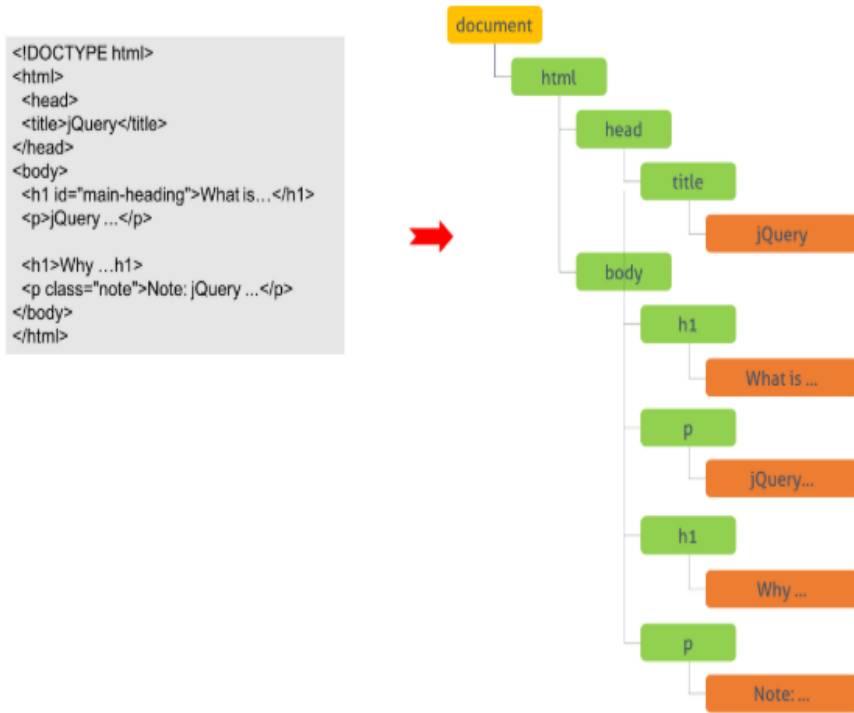 <!DOCTYPE html>
<html>
<head>
<title>jQuery</title>
</head>
<body>
<h1 id="main-heading">What is...</h1>
<p>jQuery ...</p>
<h1>Why ...h1>
<p class="note">Note: jQuery ...</p>
</body>
</html>
document
html
head
title
jQuery
body
h1
What is ...
p
jQuery...
h1
Why ...
p
Note: ...